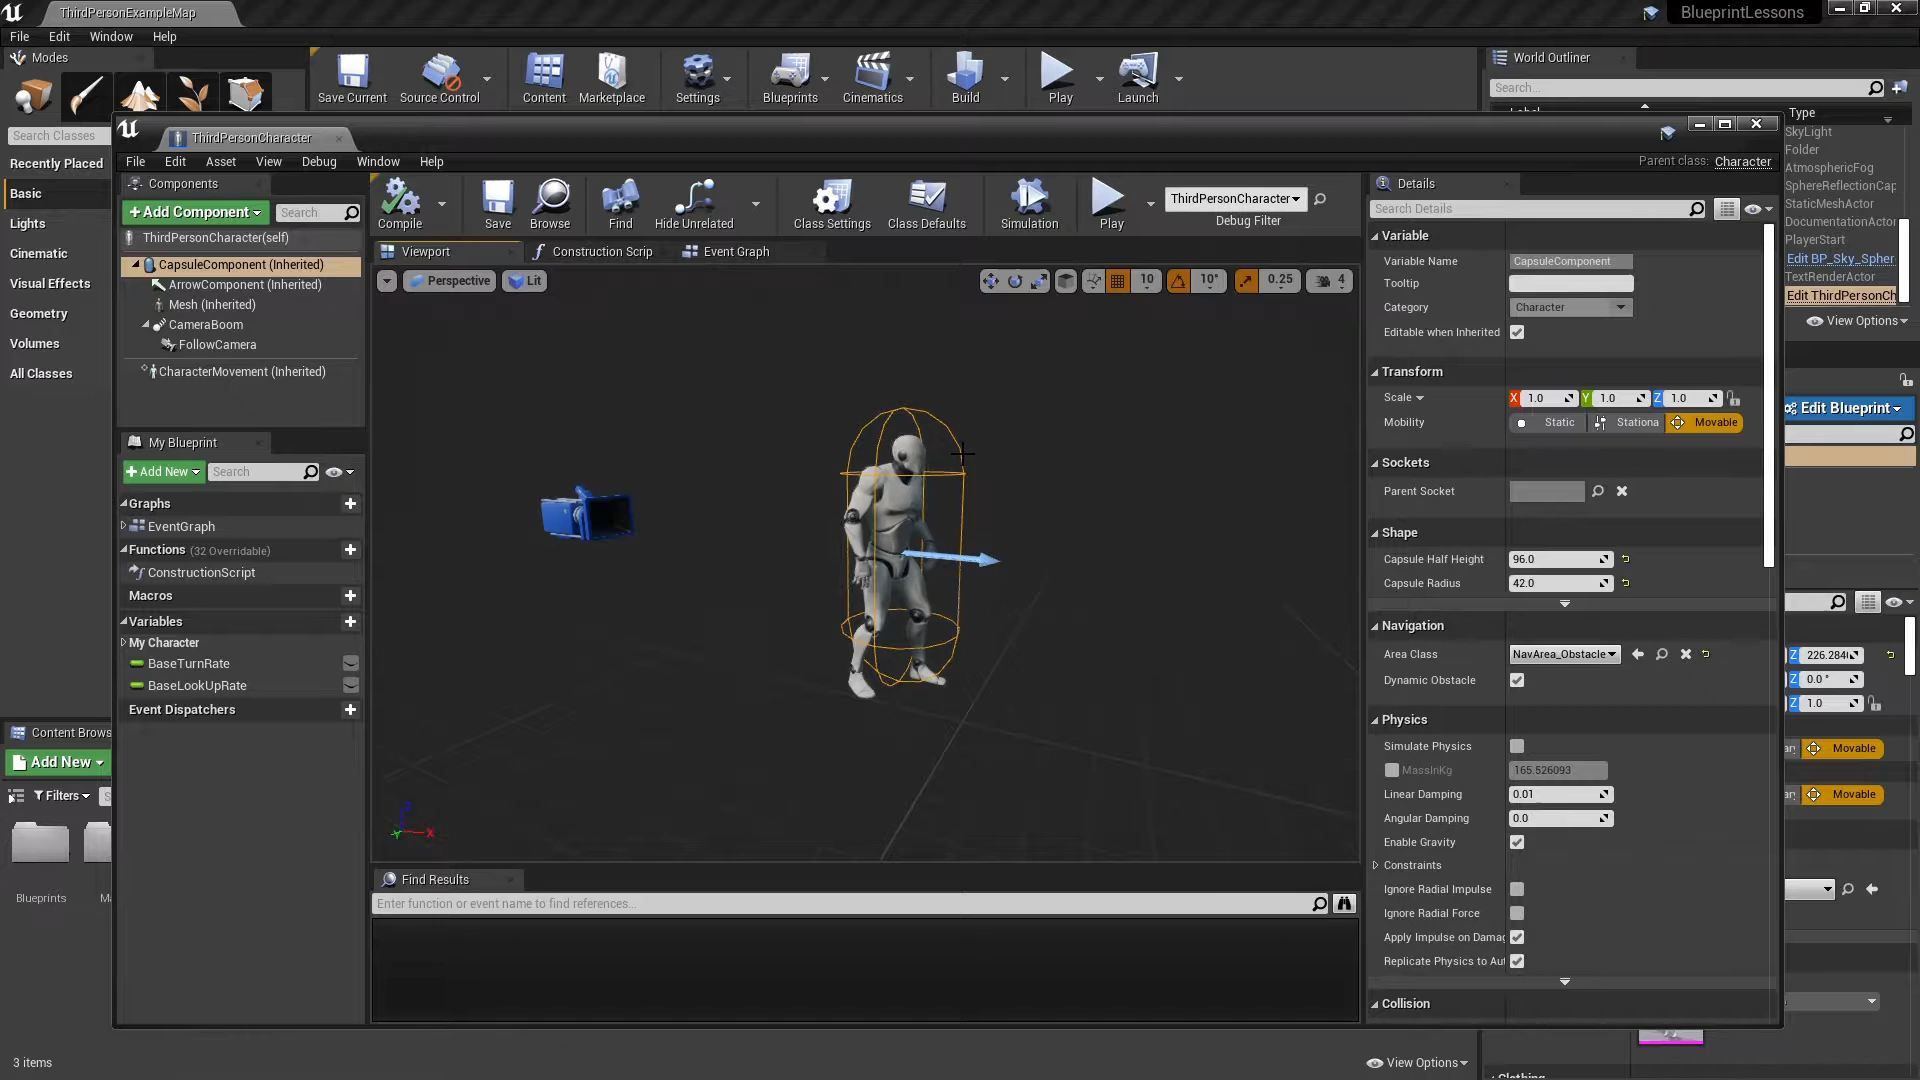 ThirdPersonExampleMap
BlueprintLessons
File Edit Window Help
Modes
Search Classes
Recently Placed
Basic
Lights
Cinematic
Visual Effects
Geometry
Volumes
All Classes
Save Current
Source Control
Content
Marketplace
Settings
Blueprints
Cinematics
Build
Play
Launch
World Outliner
Search...
Type
SkyLight
Folder
AtmosphericFog
SphereReflectionCap
StaticMeshActor
DocumentationActor
PlayerStart
Edit BP_Sky_Spher
TextRenderActor
Edit ThirdPersonCh
View Options
ThirdPersonCharacter
File Edit Asset View Debug Window Help
Parent class: Character
Components
+ Add Component
Search
ThirdPersonCharacter(self)
CapsuleComponent (Inherited)
ArrowComponent (Inherited)
Mesh (Inherited)
CameraBoom
FollowCamera
CharacterMovement (Inherited)
My Blueprint
+ Add New
Search
Graphs
EventGraph
Functions (32 Overridable)
ConstructionScript
Macros
Variables
My Character
BaseTurnRate
BaseLookUpRate
Event Dispatchers
Compile
Save
Browse
Find
Hide Unrelated
Class Settings
Class Defaults
Simulation
Play
ThirdPersonCharacter
Debug Filter
Viewport
Construction Scrip
Event Graph
Perspective
Lit
10
10°
0.25
4
X
Find Results
Enter function or event name to find references...
Details
Search Details
Variable
Variable Name CapsuleComponent
Tooltip
Category Character
Editable when Inherited
Transform
Scale X 1.0 Y 1.0 Z 1.0
Mobility Static Stationa Movable
Sockets
Parent Socket
Shape
Capsule Half Height 96.0
Capsule Radius 42.0
Navigation
Area Class NavArea_Obstacle
Dynamic Obstacle
Physics
Simulate Physics
MassInKg 165.526093
Linear Damping 0.01
Angular Damping 0.0
Enable Gravity
Constraints
Ignore Radial Impulse
Ignore Radial Force
Apply Impulse on Damag
Replicate Physics to Aut
Collision
Edit Blueprint
Z 226.284
Z 0.0 °
Z 1.0
Movable
Movable
Content Brows
Add New
Filters
Blueprints
3 items
View Options